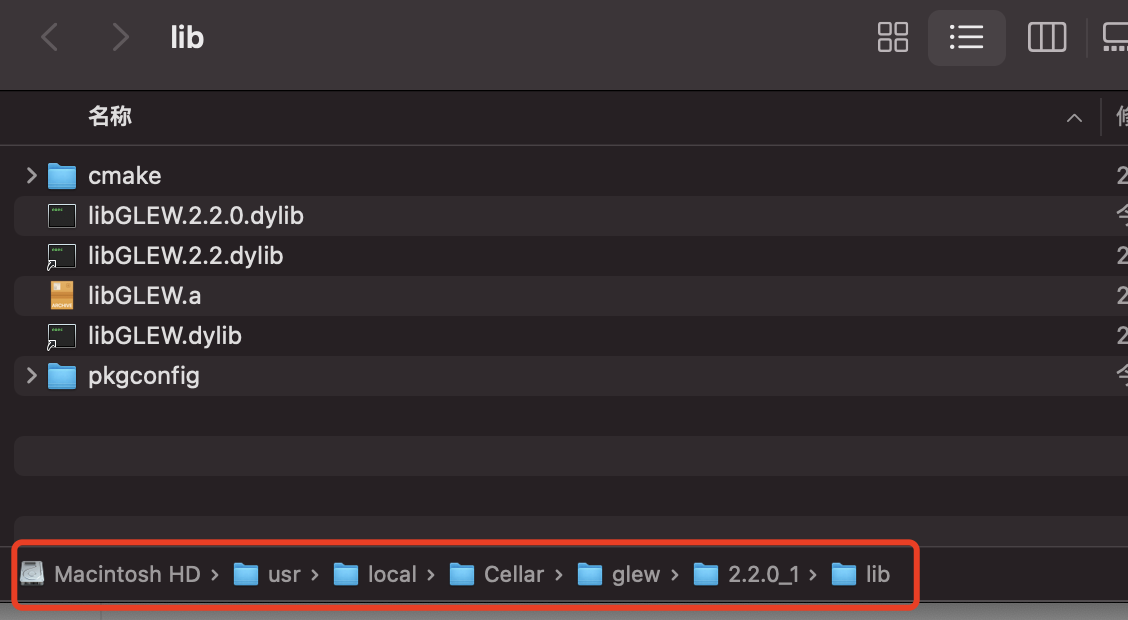 lib
名称
cmake
libGLEW.2.2.0.dylib
libGLEW.2.2.dylib
libGLEW.a
libGLEW.dylib
pkgconfig
Macintosh HD › usr › local › Cellar › glew › 2.2.0_1 › lib